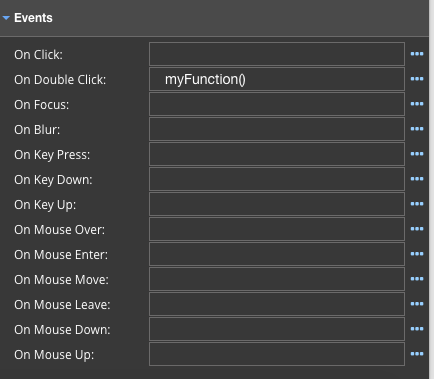 Events
On Click:
On Double Click: myFunction()
On Focus:
On Blur:
On Key Press:
On Key Down:
On Key Up:
On Mouse Over:
On Mouse Enter:
On Mouse Move:
On Mouse Leave:
On Mouse Down:
On Mouse Up: